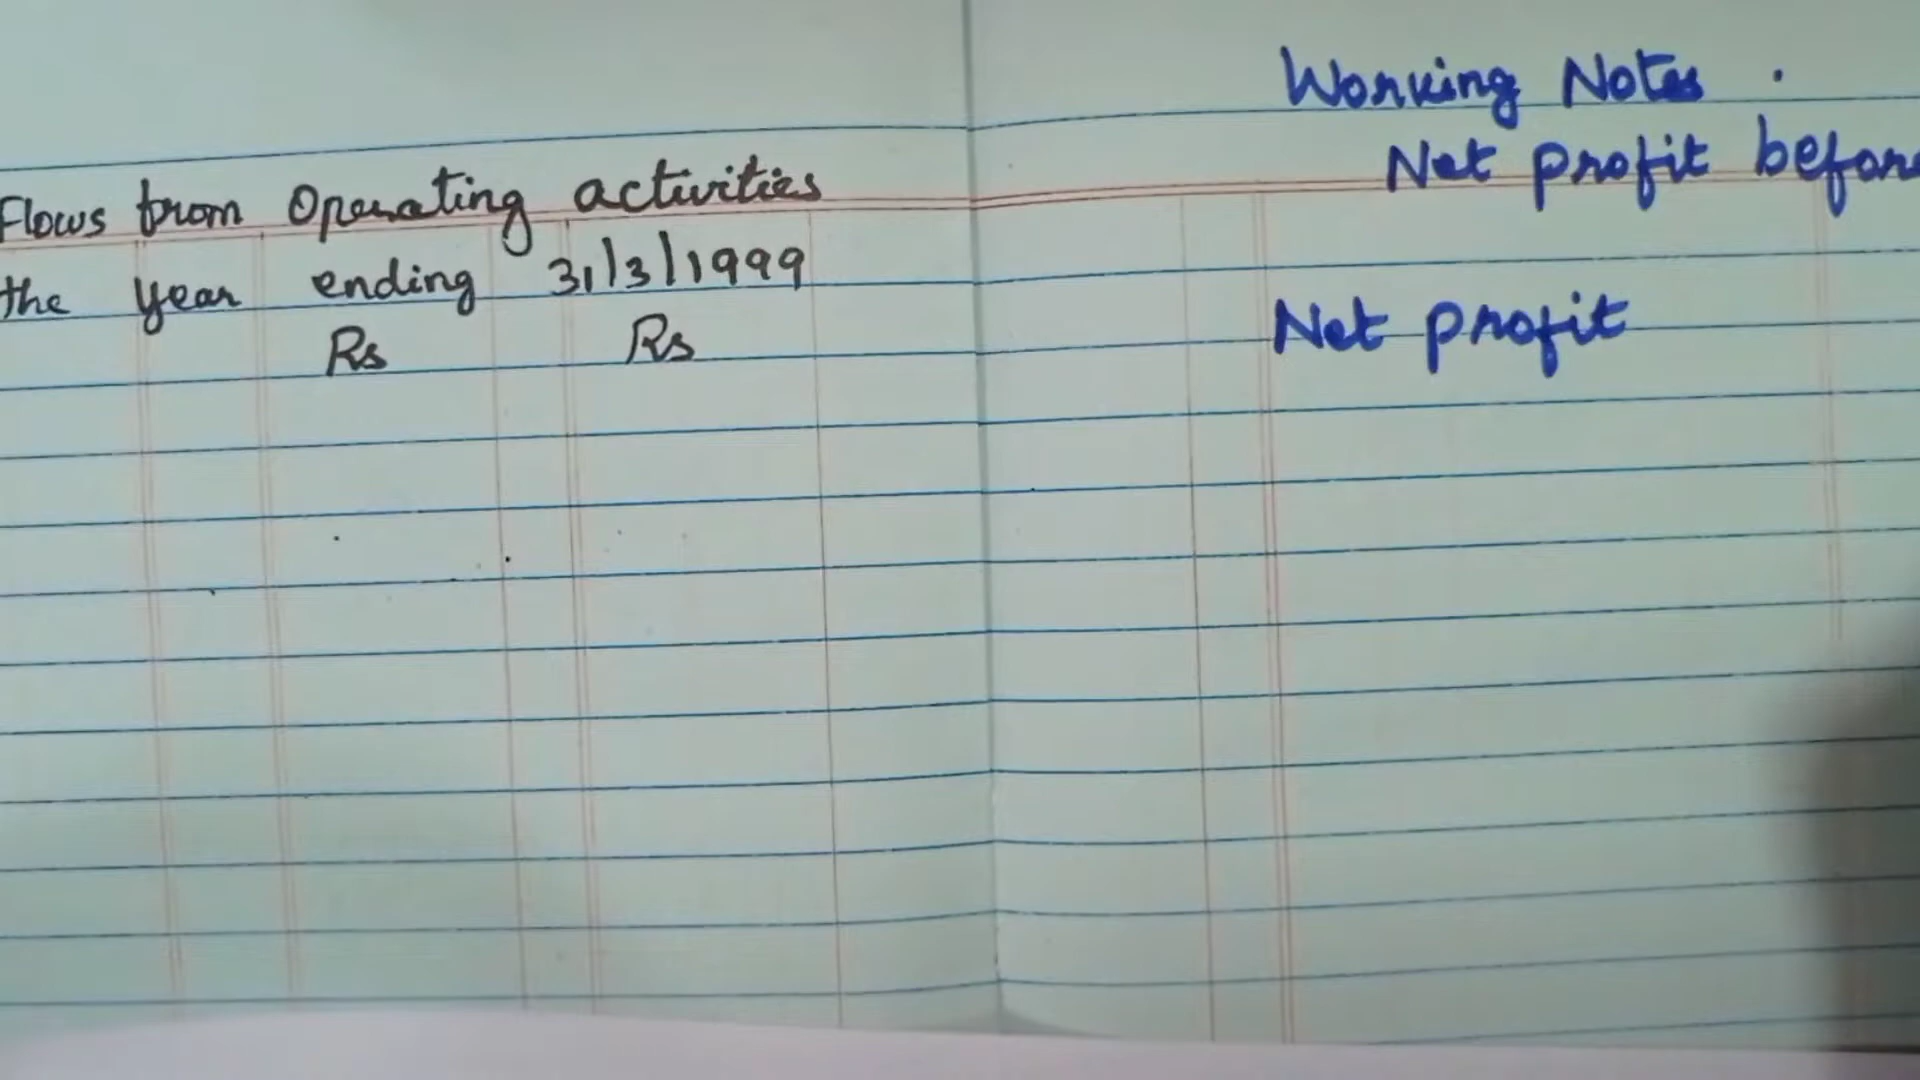 Flows from Operating activities
the year ending 31/3/1999
Rs Rs
Working Notes .
Net profit before
Net profit